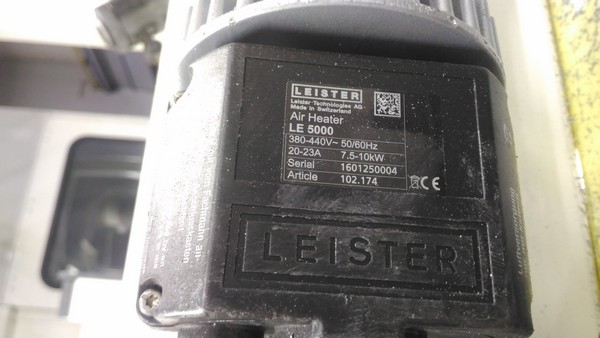 LEISTER
Leister Technologies AG
Made in Switzerland
Air Heater
LE 5000
380-440V~ 50/60Hz
20-23A 7.5-10kW
Serial 1601250004
Article 102.174
CE
LEISTER